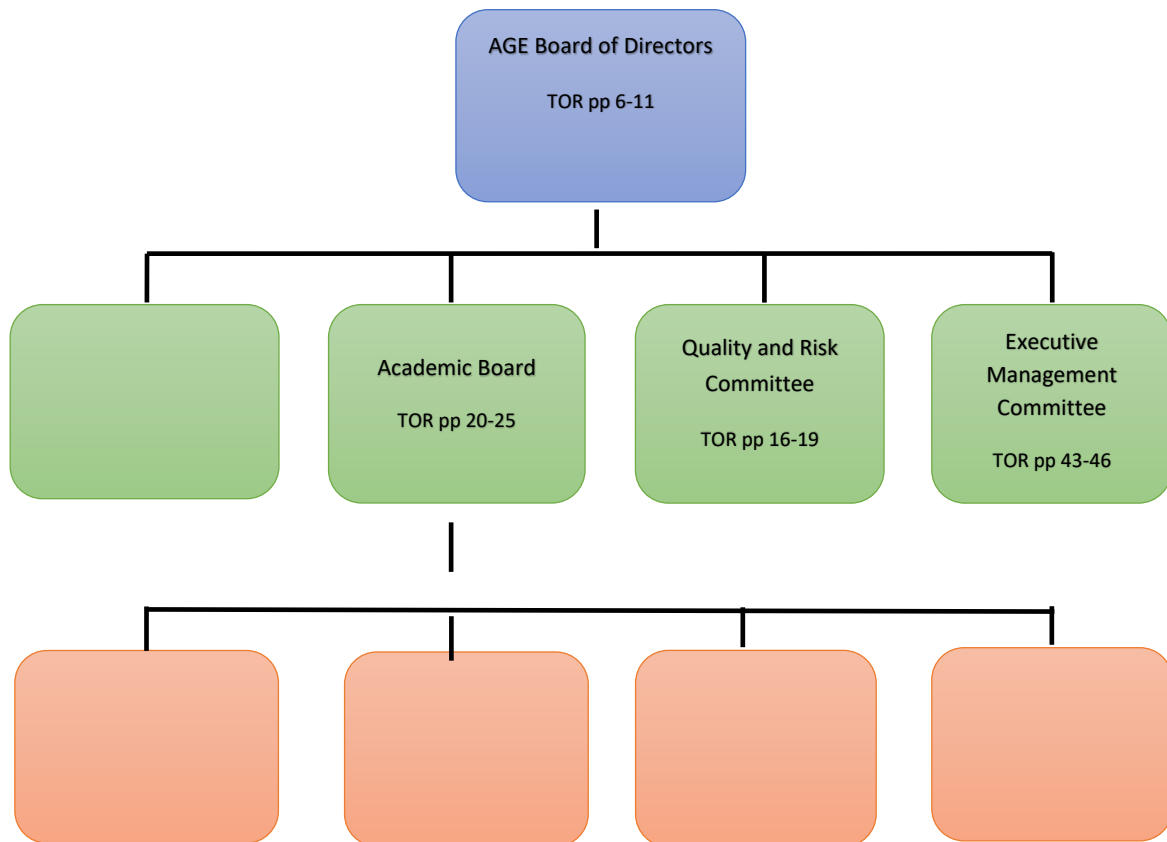 AGE Board of Directors
TOR pp 6-11
Academic Board
TOR pp 20-25
Quality and Risk
Committee
TOR pp 16-19
Executive
Management
Committee
TOR pp 43-46